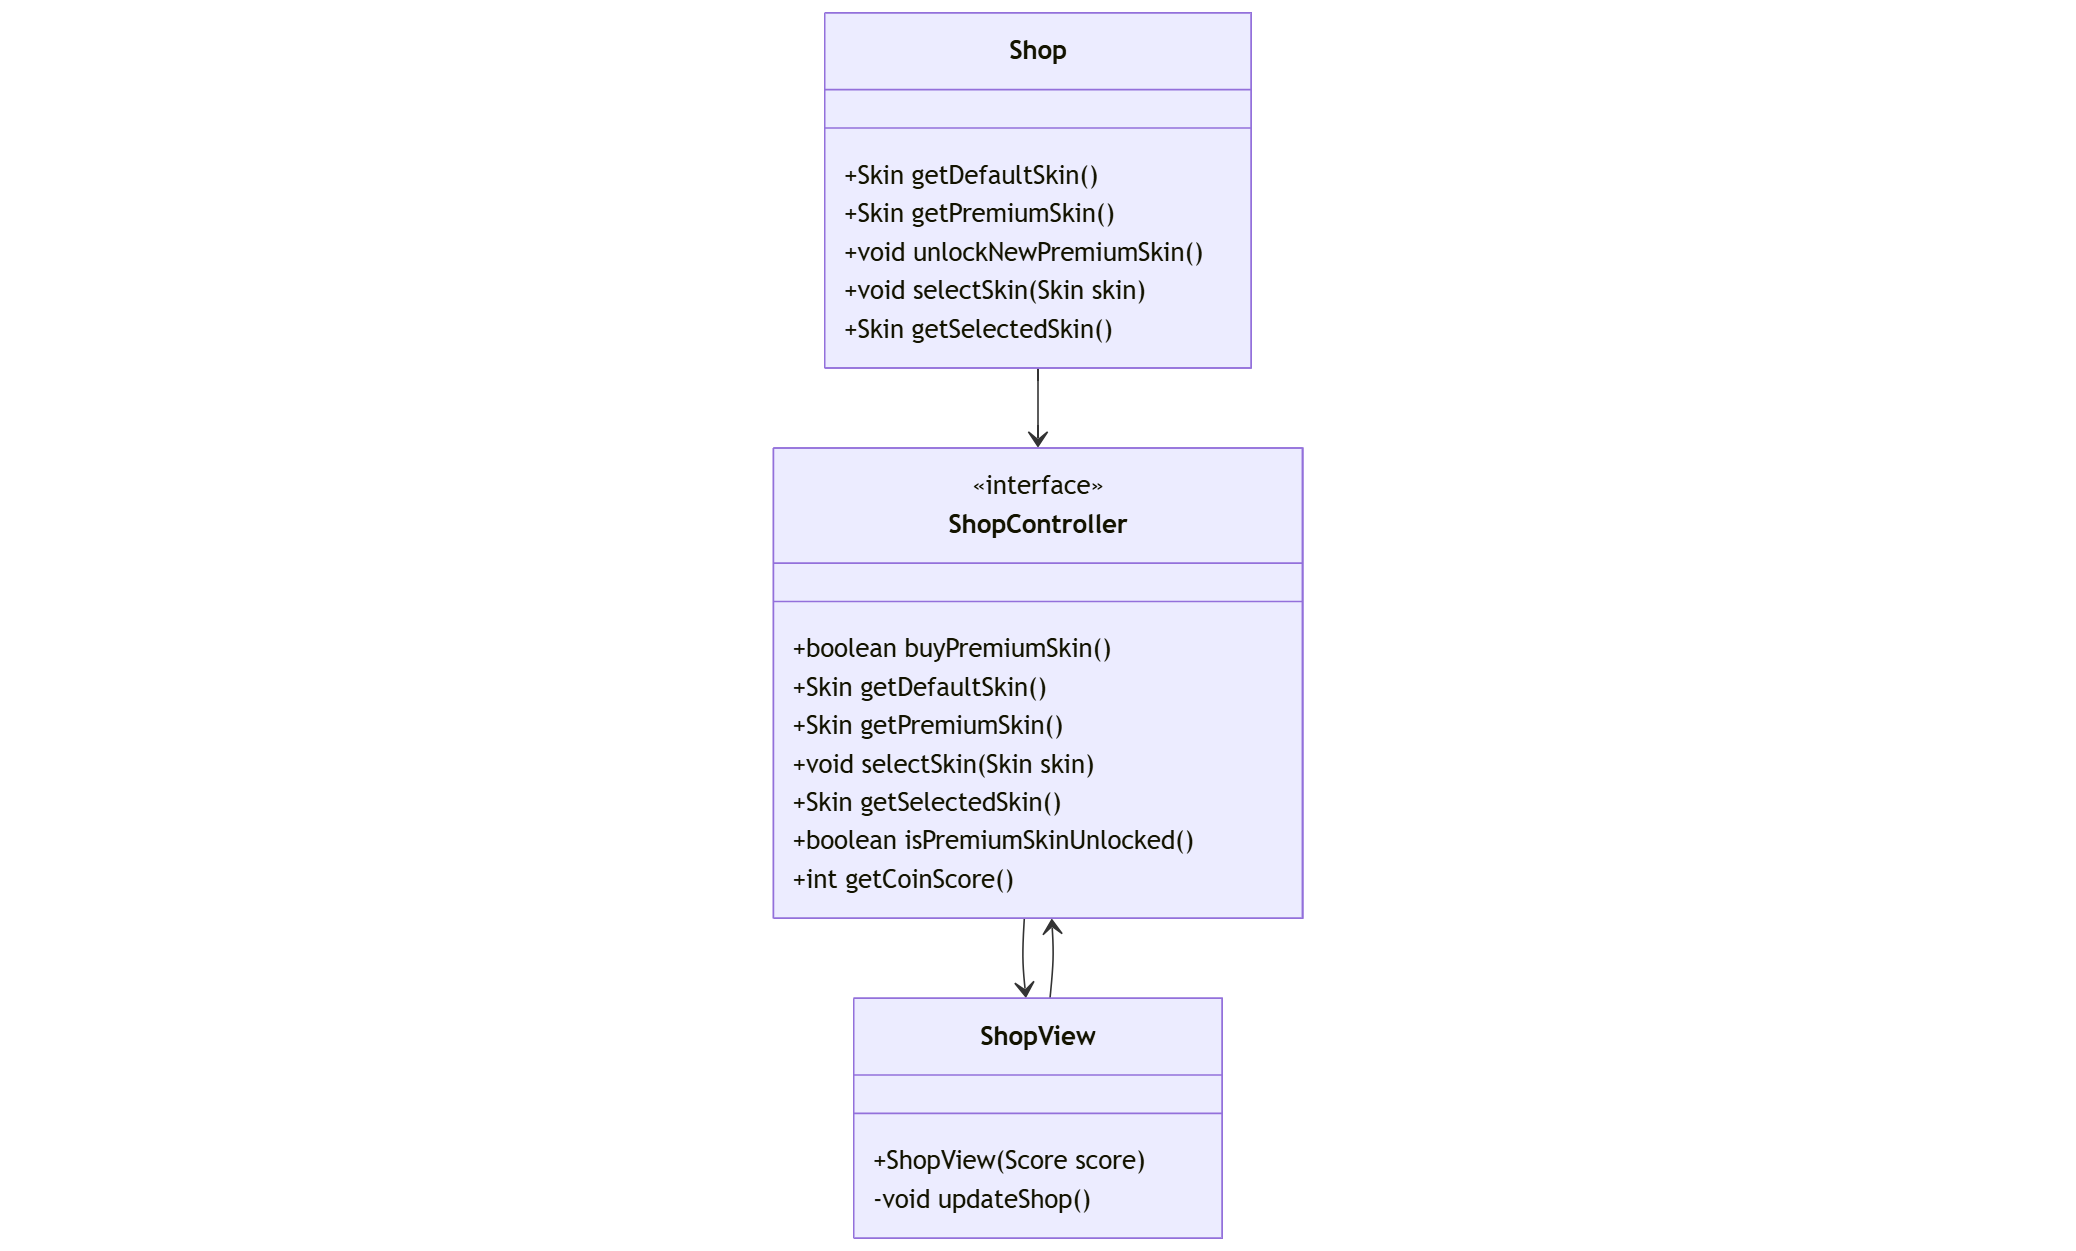 Shop
+Skin getDefaultSkin()
+Skin getPremiumSkin()
+void unlockNewPremiumSkin()
+void selectSkin(Skin skin)
+Skin getSelectedSkin()
«interface»
ShopController
+boolean buyPremiumSkin()
+Skin getDefaultSkin()
+Skin getPremiumSkin()
+void selectSkin(Skin skin)
+Skin getSelectedSkin()
+boolean isPremiumSkinUnlocked()
+int getCoinScore()
ShopView
+ShopView(Score score)
-void updateShop()